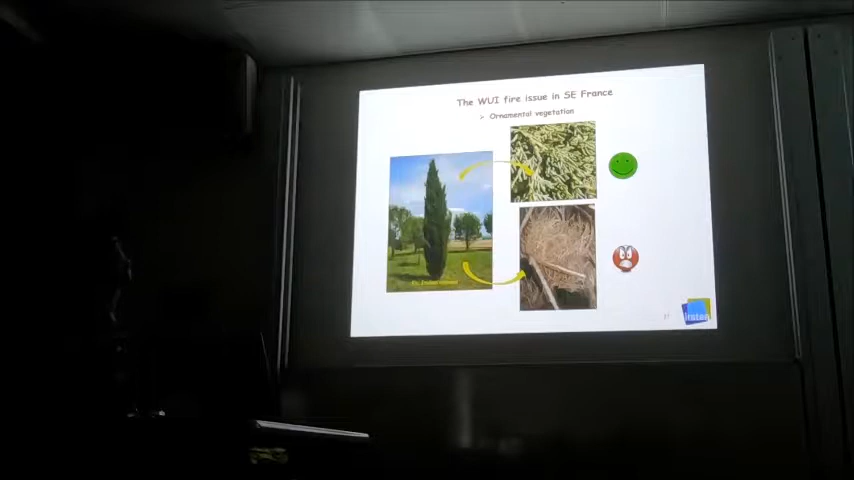 The WUI fire issue in SE France
> Ornamental vegetation
Irstea